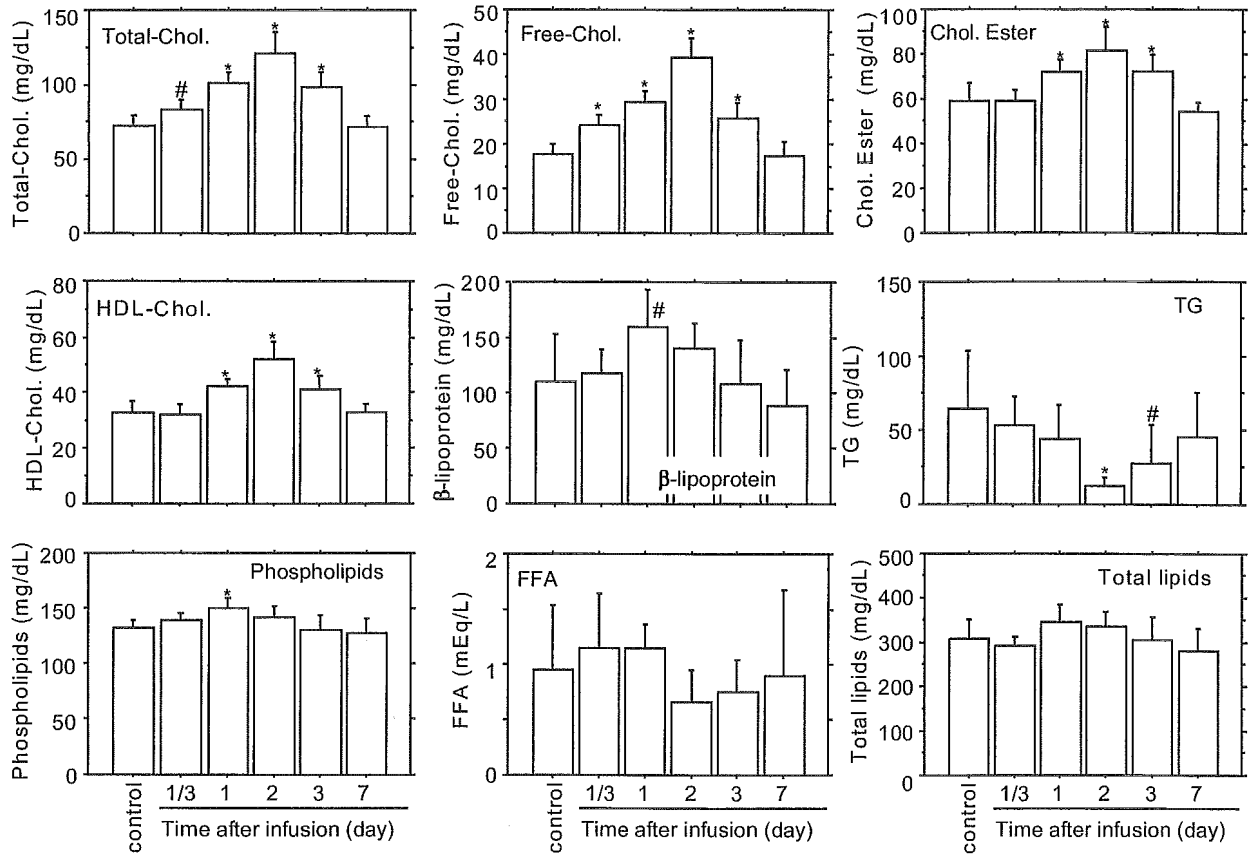 Total-Chol. (mg/dL)
150
100
50
0
Total-Chol.
#
*
*
*
Free-Chol. (mg/dL)
50
40
30
20
10
0
Free-Chol.
*
*
*
*
Chol. Ester (mg/dL)
100
80
60
40
20
0
Chol. Ester
*
*
*
HDL-Chol. (mg/dL)
80
60
40
20
0
HDL-Chol.
*
*
*
β-lipoprotein (mg/dL)
200
150
100
50
0
#
β-lipoprotein
TG (mg/dL)
150
100
50
0
TG
*
#
Phospholipids (mg/dL)
200
150
100
50
0
Phospholipids
*
control
1/3 1 2 3 7
Time after infusion (day)
FFA (mEq/L)
2
1
0
FFA
control
1/3 1 2 3 7
Time after infusion (day)
Total lipids (mg/dL)
500
400
300
200
100
0
Total lipids
control
1/3 1 2 3 7
Time after infusion (day)